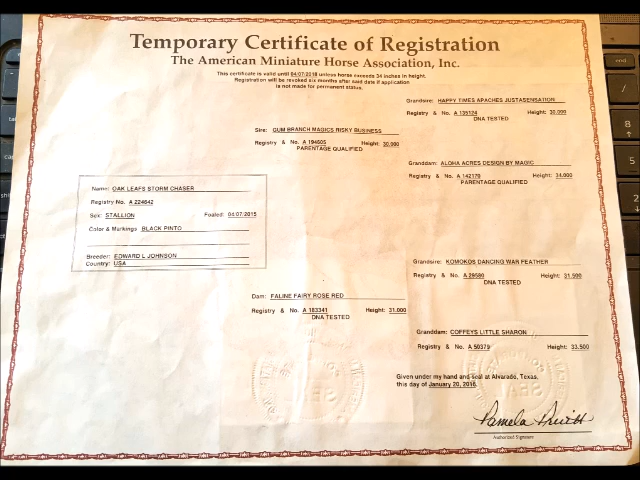 Temporary Certificate of Registration
The American Miniature Horse Association, Inc.
This certificate is valid until 04/07/2018 unless horse exceeds 34 inches in height.
Registration will be revoked six months after said date if application
is not made for permanent status.
Grandsire: HAPPY TIMES APACHES JUSTASENSATION
Registry & No. A 135124 Height: 30.000
DNA TESTED
Sire: GUM BRANCH MAGICS RISKY BUSINESS
Registry & No. A 194605 Height: 30.000
PARENTAGE QUALIFIED
Granddam: ALOHA ACRES DESIGN BY MAGIC
Registry & No. A 142170 Height: 34.000
PARENTAGE QUALIFIED
Name: OAK LEAFS STORM CHASER
Registry No. A 224642
Sex: STALLION Foaled: 04/07/2015
Color & Markings BLACK PINTO
Breeder: EDWARD L JOHNSON
Country: USA
Grandsire: KOMOKOS DANCING WAR FEATHER
Registry & No. A 29580 Height: 31.500
DNA TESTED
Dam: FALINE FAIRY ROSE RED
Registry & No. A 183341 Height: 31.000
DNA TESTED
Granddam: COFFEYS LITTLE SHARON
Registry & No. A 50379 Height: 33.500
Given under my hand and seal at Alvarado, Texas,
this day of January 20, 2016.
Pamela Pruitt
Authorized Signature